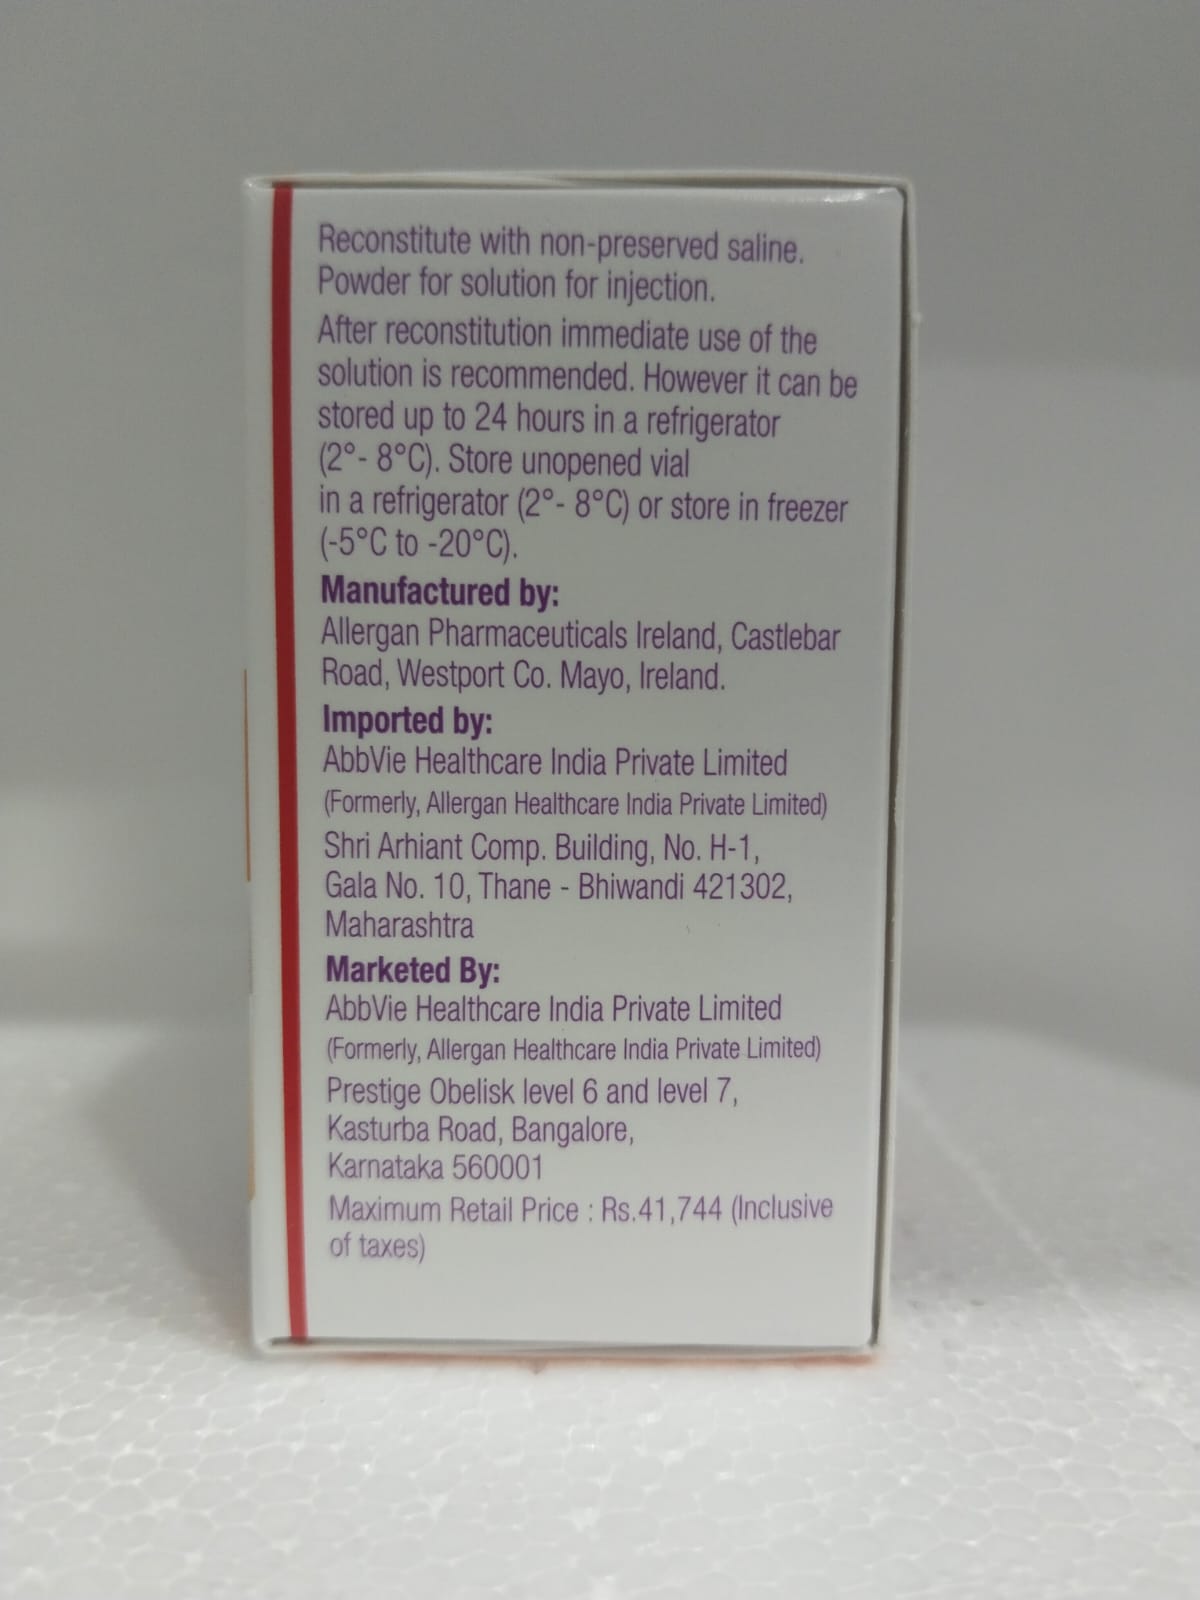 Reconstitute with non-preserved saline.
Powder for solution for injection.
After reconstitution immediate use of the
solution is recommended. However it can be
stored up to 24 hours in a refrigerator
(2°- 8°C). Store unopened vial
in a refrigerator (2°- 8°C) or store in freezer
(-5°C to -20°C).
Manufactured by:
Allergan Pharmaceuticals Ireland, Castlebar
Road, Westport Co. Mayo, Ireland.
Imported by:
AbbVie Healthcare India Private Limited
(Formerly, Allergan Healthcare India Private Limited)
Shri Arhiant Comp. Building, No. H-1,
Gala No. 10, Thane - Bhiwandi 421302,
Maharashtra
Marketed By:
AbbVie Healthcare India Private Limited
(Formerly, Allergan Healthcare India Private Limited)
Prestige Obelisk level 6 and level 7,
Kasturba Road, Bangalore,
Karnataka 560001
Maximum Retail Price : Rs.41,744 (Inclusive
of taxes)